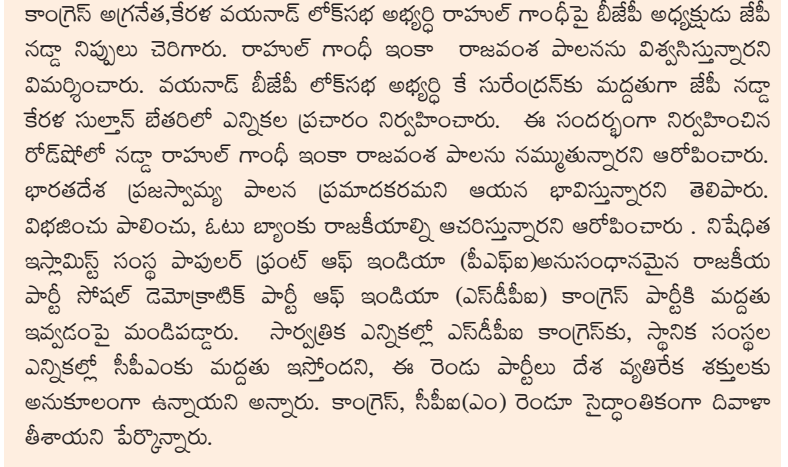 కాంగ్రెస్ అగ్రనేత,కేరళ వయనాడ్ లోక్‌సభ అభ్యర్థి రాహుల్ గాంధీపై బీజేపీ అధ్యక్షుడు జేపీ
నడ్డా నిప్పులు చెరిగారు. రాహుల్ గాంధీ ఇంకా రాజవంశ పాలనను విశ్వసిస్తున్నారని
విమర్శించారు. వయనాడ్ బీజేపీ లోక్‌సభ అభ్యర్థి కే సురేంద్రన్‌కు మద్దతుగా జేపీ నడ్డా
కేరళ సుల్తాన్ బేతరిలో ఎన్నికల ప్రచారం నిర్వహించారు. ఈ సందర్భంగా నిర్వహించిన
రోడ్‌షోలో నడ్డా రాహుల్ గాంధీ ఇంకా రాజవంశ పాలను నమ్ముతున్నారని ఆరోపించారు.
భారతదేశ ప్రజస్వామ్య పాలన ప్రమాదకరమని ఆయన భావిస్తున్నారని తెలిపారు.
విభజించు పాలించు, ఓటు బ్యాంకు రాజకీయాల్ని ఆచరిస్తున్నారని ఆరోపించారు . నిషేధిత
ఇస్లామిస్ట్ సంస్థ పాపులర్ ఫ్రంట్ ఆఫ్ ఇండియా (పీఎఫ్ఐ)అనుసంధానమైన రాజకీయ
పార్టీ సోషల్ డెమోక్రాటిక్ పార్టీ ఆఫ్ ఇండియా (ఎస్‌డీపీఐ) కాంగ్రెస్ పార్టీకి మద్దతు
ఇవ్వడంపై మండిపడ్డారు. సార్వత్రిక ఎన్నికల్లో ఎస్‌డీపీఐ కాంగ్రెస్‌కు, స్థానిక సంస్థల
ఎన్నికల్లో సీపీఎంకు మద్దతు ఇస్తోందని, ఈ రెండు పార్టీలు దేశ వ్యతిరేక శక్తులకు
అనుకూలంగా ఉన్నాయని అన్నారు. కాంగ్రెస్, సీపీఐ(ఎం) రెండూ సైద్ధాంతికంగా దివాళా
తీశాయని పేర్కొన్నారు.